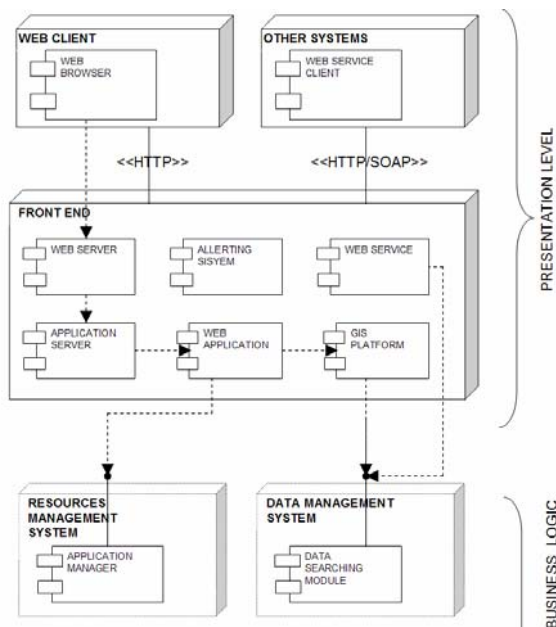 WEB CLIENT
WEB
BROWSER
OTHER SYSTEMS
WEB SERVICE
CLIENT
<<HTTP>>
<<HTTP/SOAP>>
PRESENTATION LEVEL
FRONT END
WEB SERVER
ALLERTING
SISYEM
WEB SERVICE
APPLICATION
SERVER
WEB
APPLICATION
GIS
PLATFORM
RESOURCES
MANAGEMENT
SYSTEM
APPLICATION
MANAGER
DATA MANAGEMENT
SYSTEM
DATA
SEARCHING
MODULE
BUSINESS LOGIC